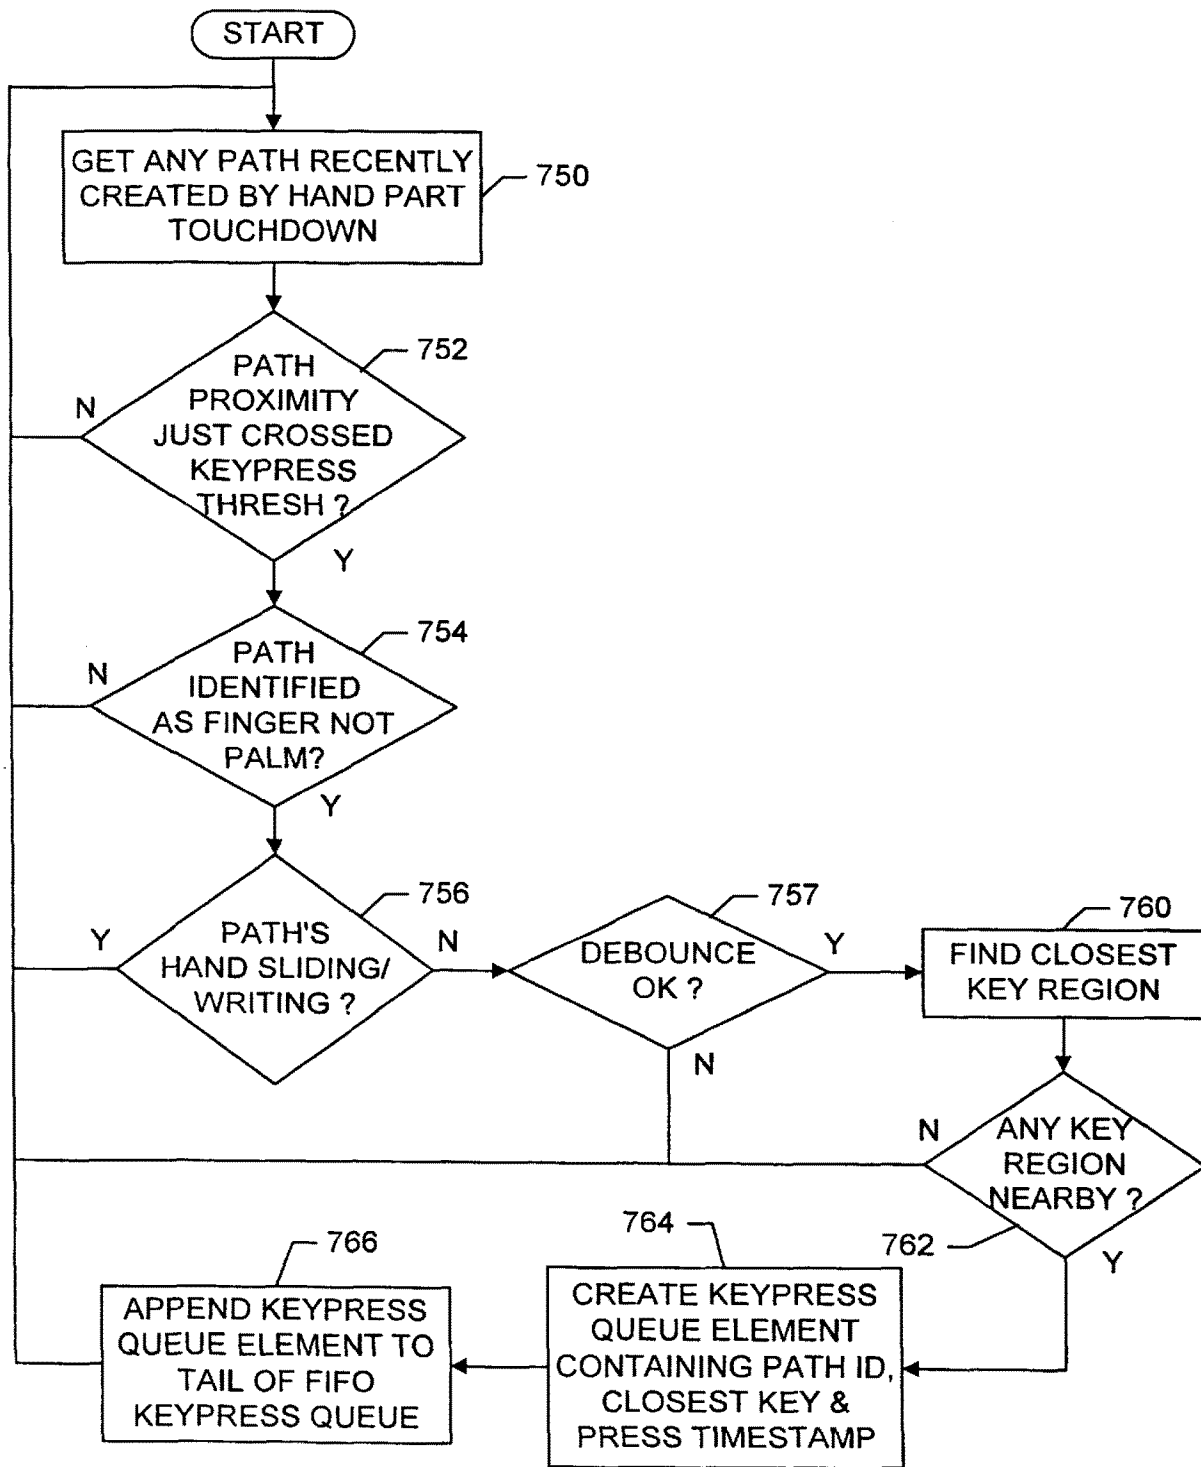 START
GET ANY PATH RECENTLY
CREATED BY HAND PART
TOUCHDOWN
750
PATH
PROXIMITY
JUST CROSSED
KEYPRESS
THRESH ?
752
N
Y
PATH
IDENTIFIED
AS FINGER NOT
PALM?
754
N
Y
PATH'S
HAND SLIDING/
WRITING ?
756
Y
N
DEBOUNCE
OK ?
757
Y
N
FIND CLOSEST
KEY REGION
760
ANY KEY
REGION
NEARBY ?
762
N
Y
CREATE KEYPRESS
QUEUE ELEMENT
CONTAINING PATH ID,
CLOSEST KEY &
PRESS TIMESTAMP
764
APPEND KEYPRESS
QUEUE ELEMENT TO
TAIL OF FIFO
KEYPRESS QUEUE
766